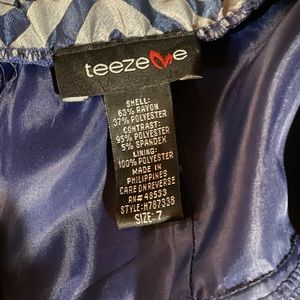 teeze me
SHELL:
63% RAYON
37% POLYESTER
CONTRAST:
95% POLYESTER
5% SPANDEX
LINING:
100% POLYESTER
MADE IN
PHILIPPINES
CARE ON REVERSE
RN# 48533
STYLE: H787338
SIZE: 7